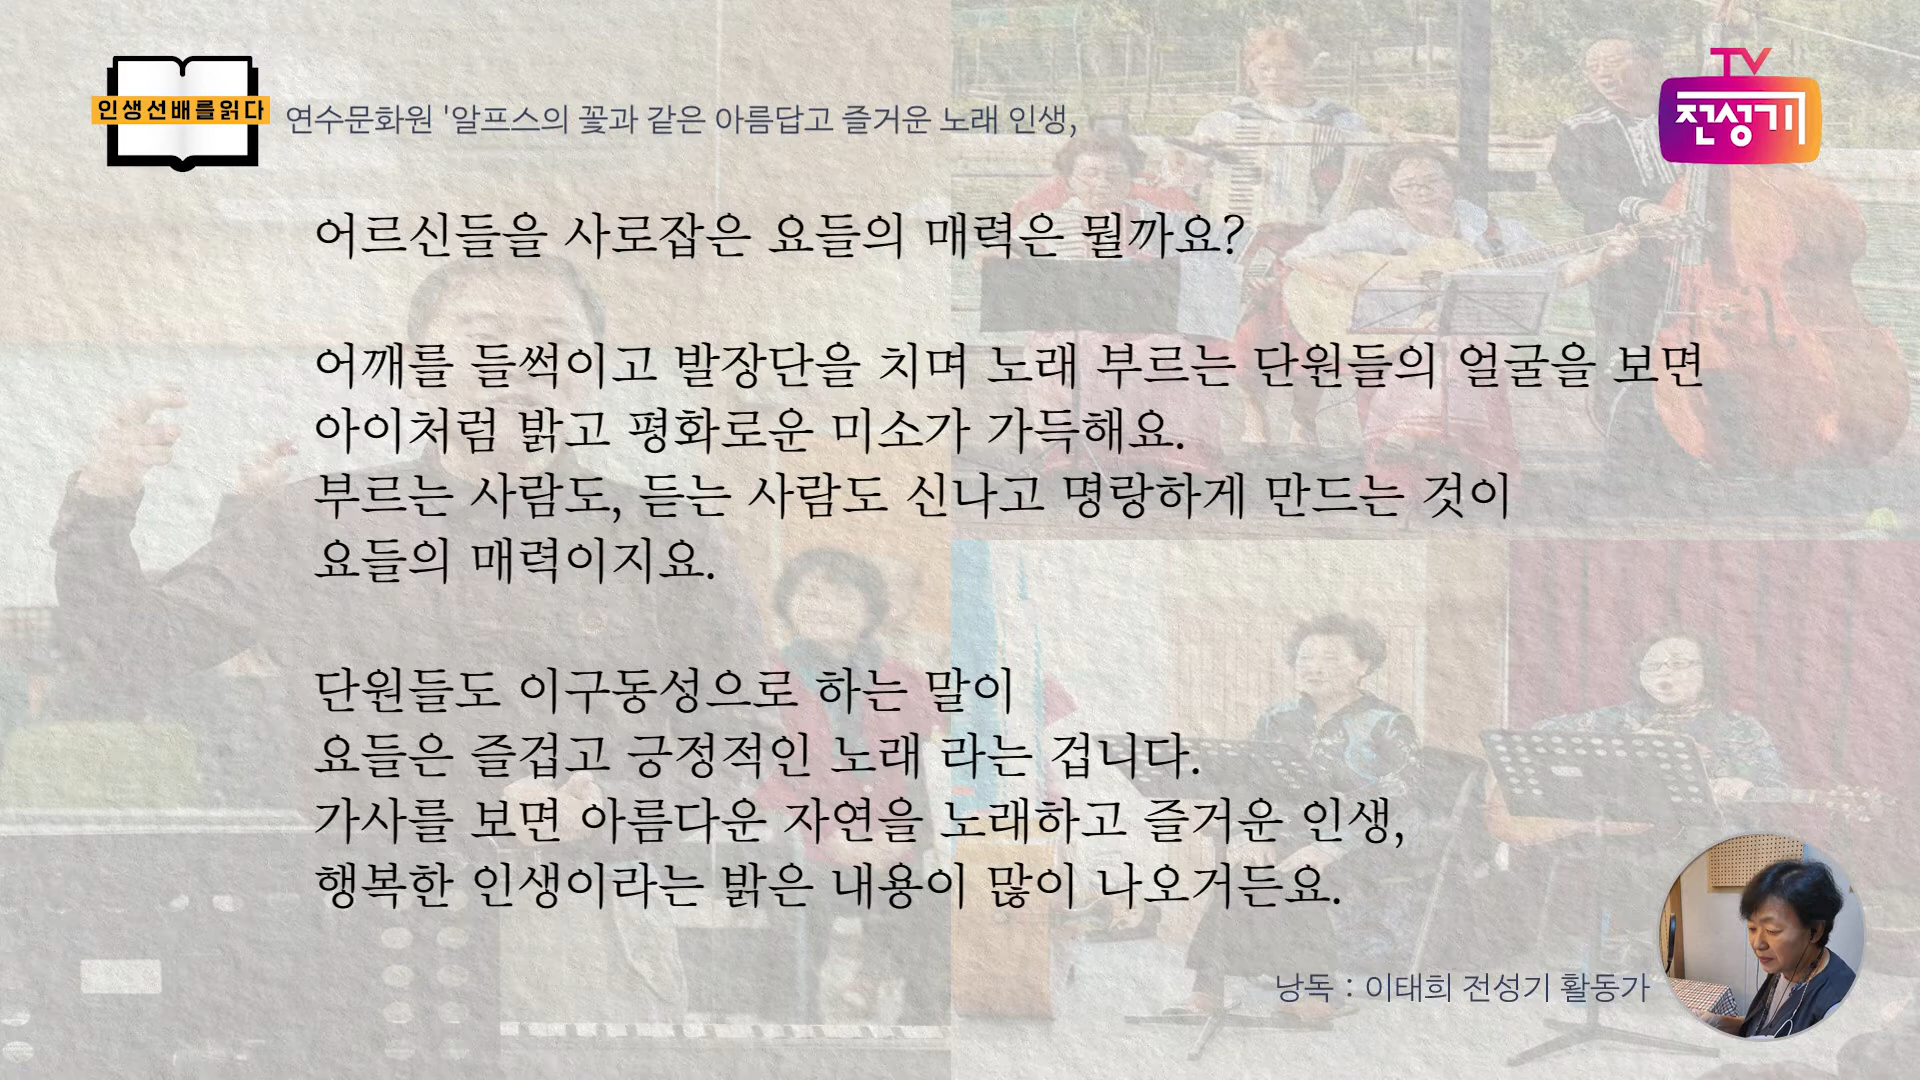 인생선배를읽다
연수문화원 '알프스의 꽃과 같은 아름답고 즐거운 노래 인생,
TV
전성기
어르신들을 사로잡은 요들의 매력은 뭘까요?
어깨를 들썩이고 발장단을 치며 노래 부르는 단원들의 얼굴을 보면
아이처럼 밝고 평화로운 미소가 가득해요.
부르는 사람도, 듣는 사람도 신나고 명랑하게 만드는 것이
요들의 매력이지요.
단원들도 이구동성으로 하는 말이
요들은 즐겁고 긍정적인 노래 라는 겁니다.
가사를 보면 아름다운 자연을 노래하고 즐거운 인생,
행복한 인생이라는 밝은 내용이 많이 나오거든요.
낭독 : 이태희 전성기 활동가